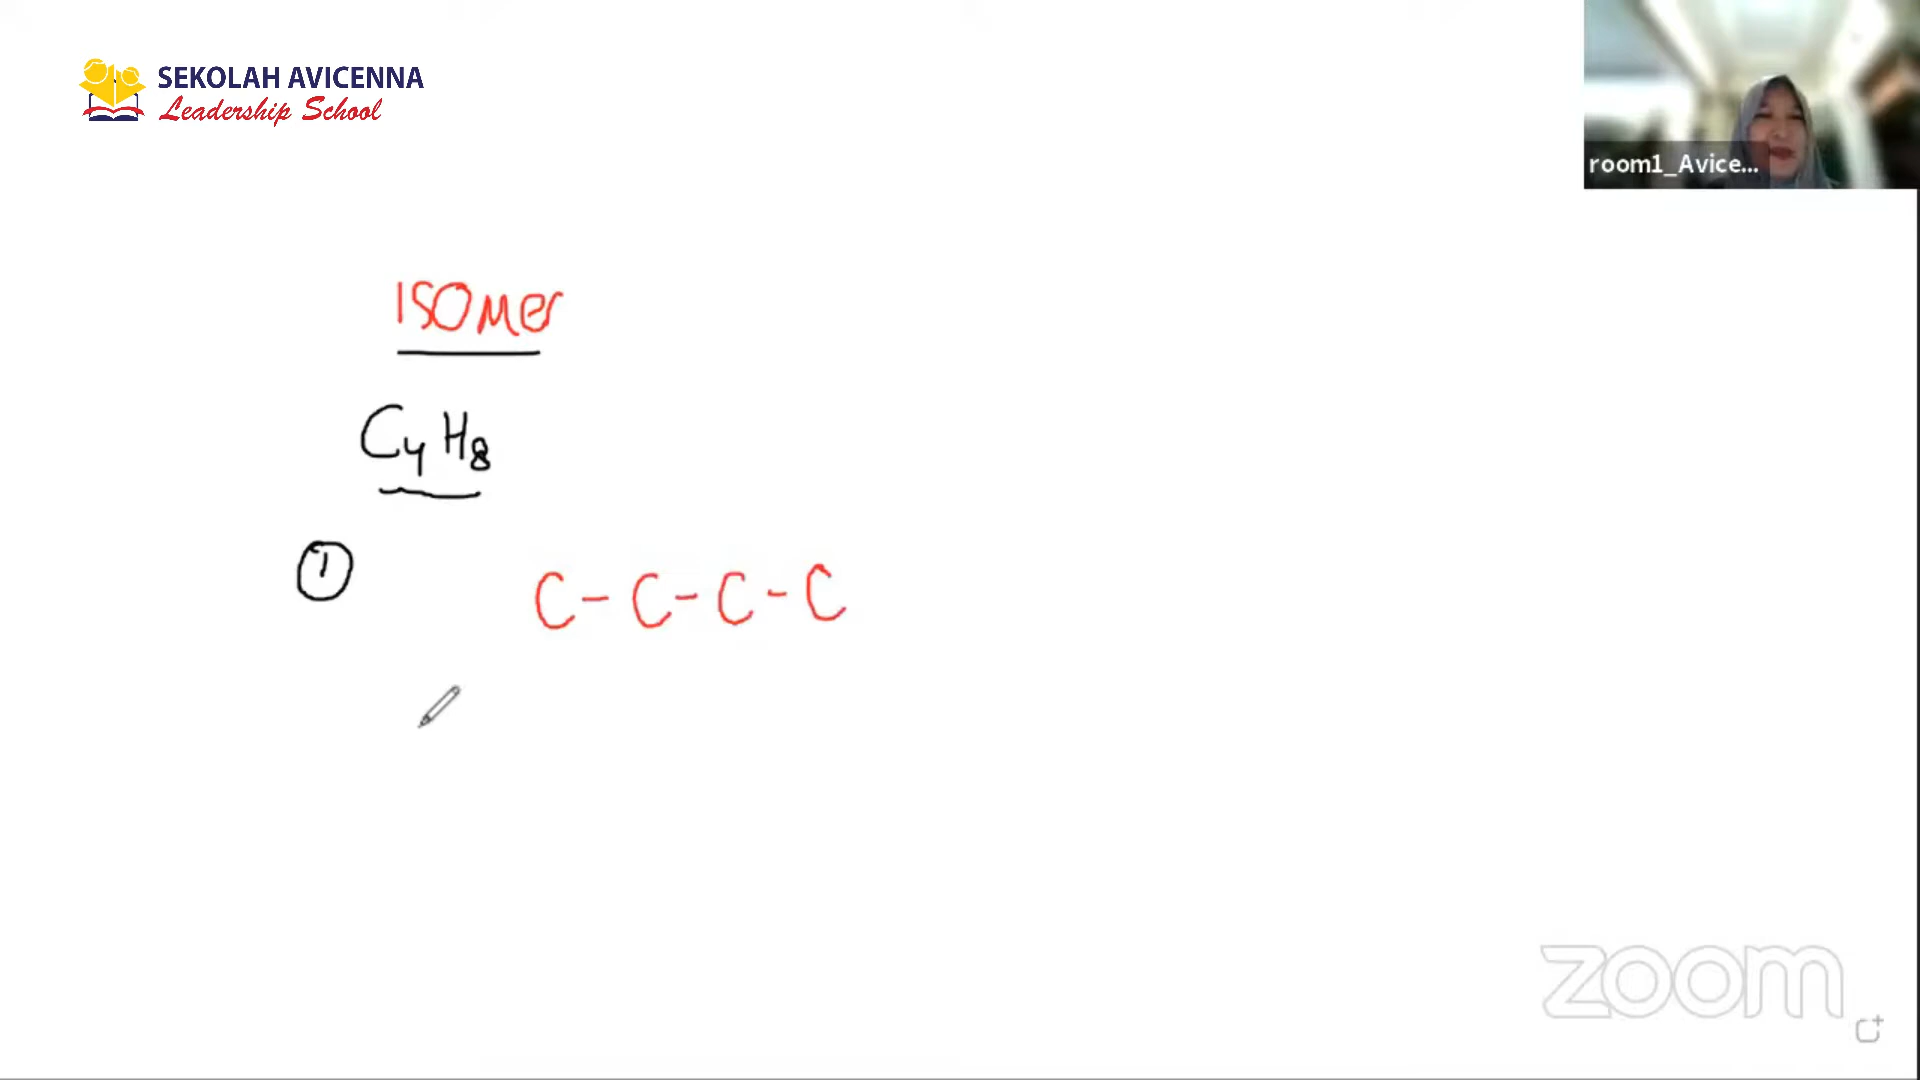 SEKOLAH AVICENNA
Leadership School
room1_Avice...
ISOMer
C₄H₈
① C - C - C - C
zoom